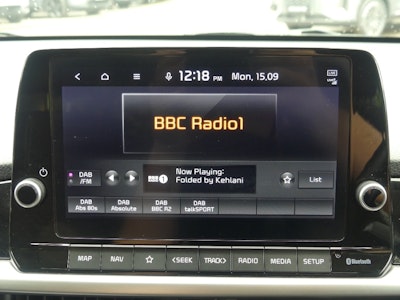 12:18 PM Mon, 15.09
BBC Radio1
DAB
/FM
Now Playing:
Folded by Kehlani
List
DAB
Abs 80s
DAB
Absolute
DAB
BBC R2
DAB
talkSPORT
MAP NAV <SEEK TRACK> RADIO MEDIA SETUP Bluetooth